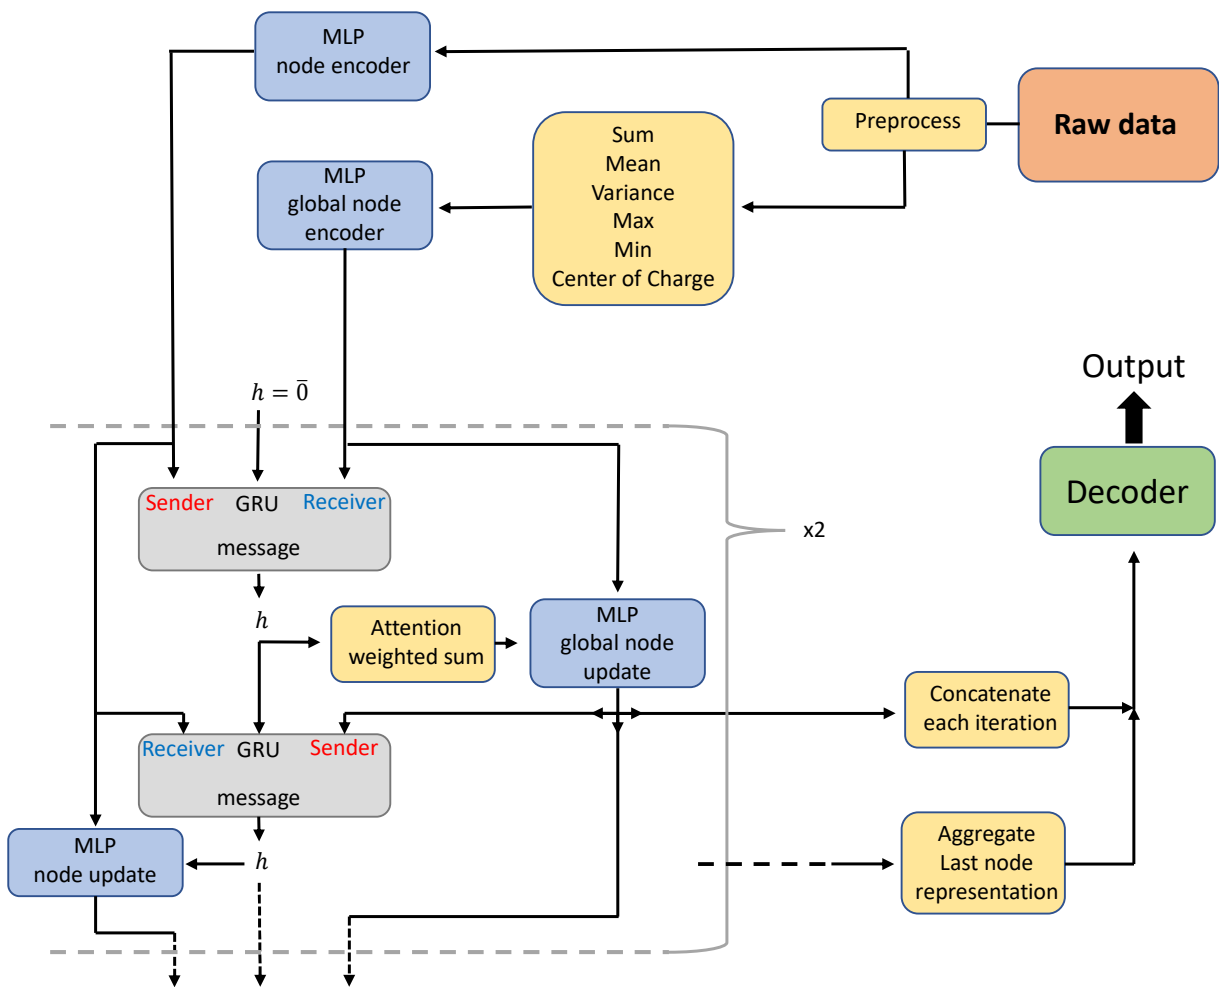 MLP
node encoder
Preprocess
Raw data
Sum
Mean
Variance
Max
Min
Center of Charge
MLP
global node
encoder
h = 0̄
Output
Decoder
Sender
GRU
Receiver
message
x2
h
Attention
weighted sum
MLP
global node
update
Concatenate
each iteration
Receiver
GRU
Sender
message
MLP
node update
h
Aggregate
Last node
representation